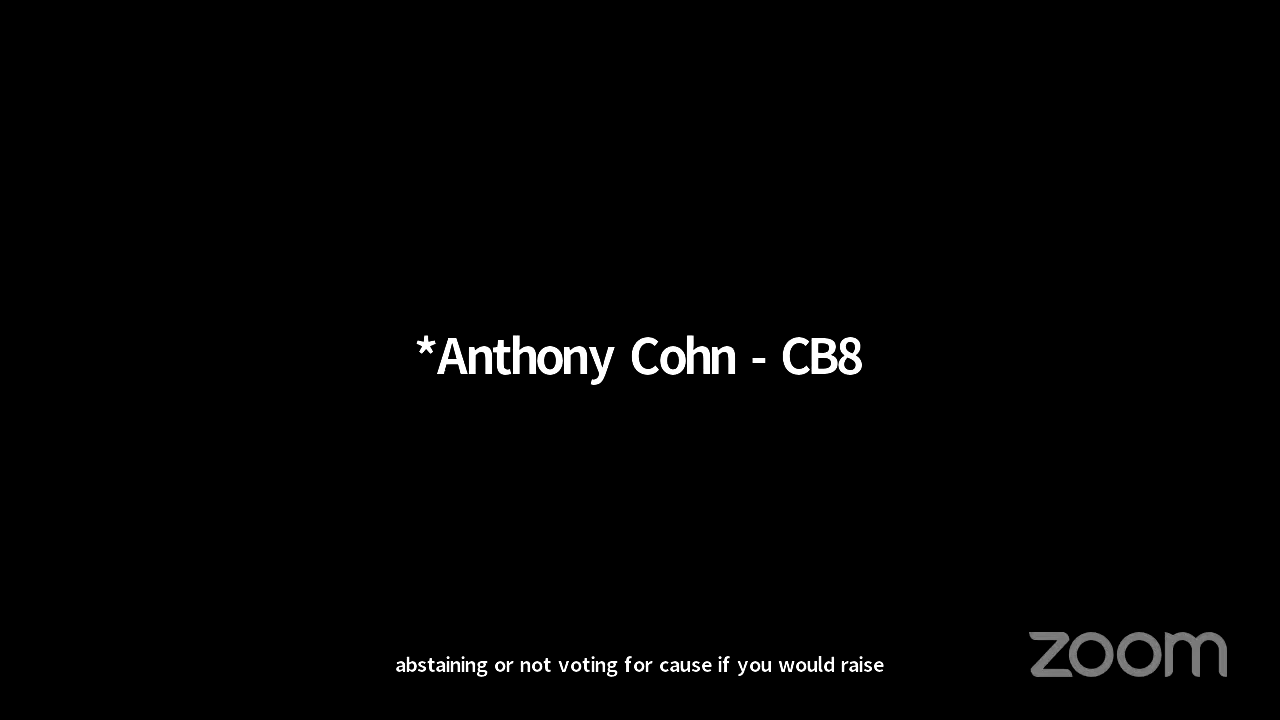 *Anthony Cohn - CB8
abstaining or not voting for cause if you would raise
zoom